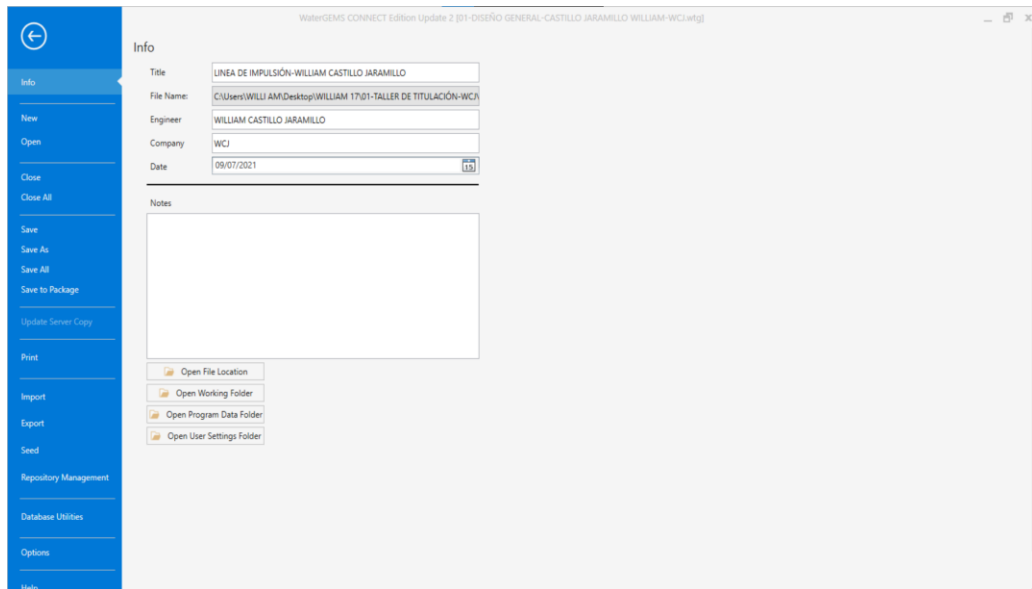 WaterGEMS CONNECT Edition Update 2 [01-DISEÑO GENERAL-CASTILLO JARAMILLO WILLIAM-WCJ.wtg]
Info
Title LINEA DE IMPULSIÓN-WILLIAM CASTILLO JARAMILLO
File Name: C:\Users\WILLI AM\Desktop\WILLIAM 17\01-TALLER DE TITULACIÓN-WCJ\
Engineer WILLIAM CASTILLO JARAMILLO
Company WCJ
Date 09/07/2021 15
Notes
Open File Location
Open Working Folder
Open Program Data Folder
Open User Settings Folder
Info
New
Open
Close
Close All
Save
Save As
Save All
Save to Package
Update Server Copy
Print
Import
Export
Seed
Repository Management
Database Utilities
Options
Help